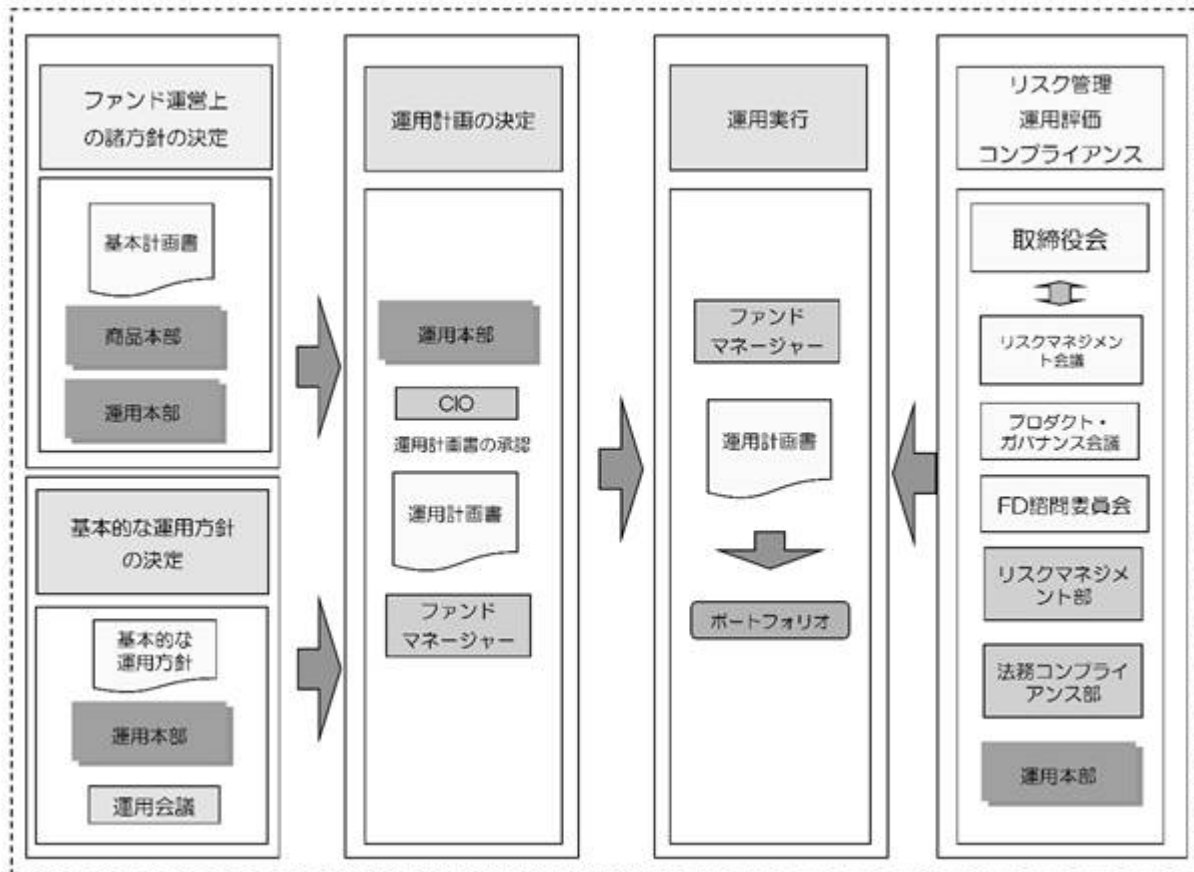 ファンド運営上
の諸方針の決定
基本計画書
商品本部
運用本部
基本的な運用方針
の決定
基本的な
運用方針
運用本部
運用会議
運用計画の決定
運用本部
CIO
運用計画書の承認
運用計画書
ファンド
マネージャー
運用実行
ファンド
マネージャー
運用計画書
ポートフォリオ
リスク管理
運用評価
コンプライアンス
取締役会
リスクマネジメン
ト会議
プロダクト・
ガバナンス会議
FD諮問委員会
リスクマネジメ
ント部
法務コンプライ
アンス部
運用本部